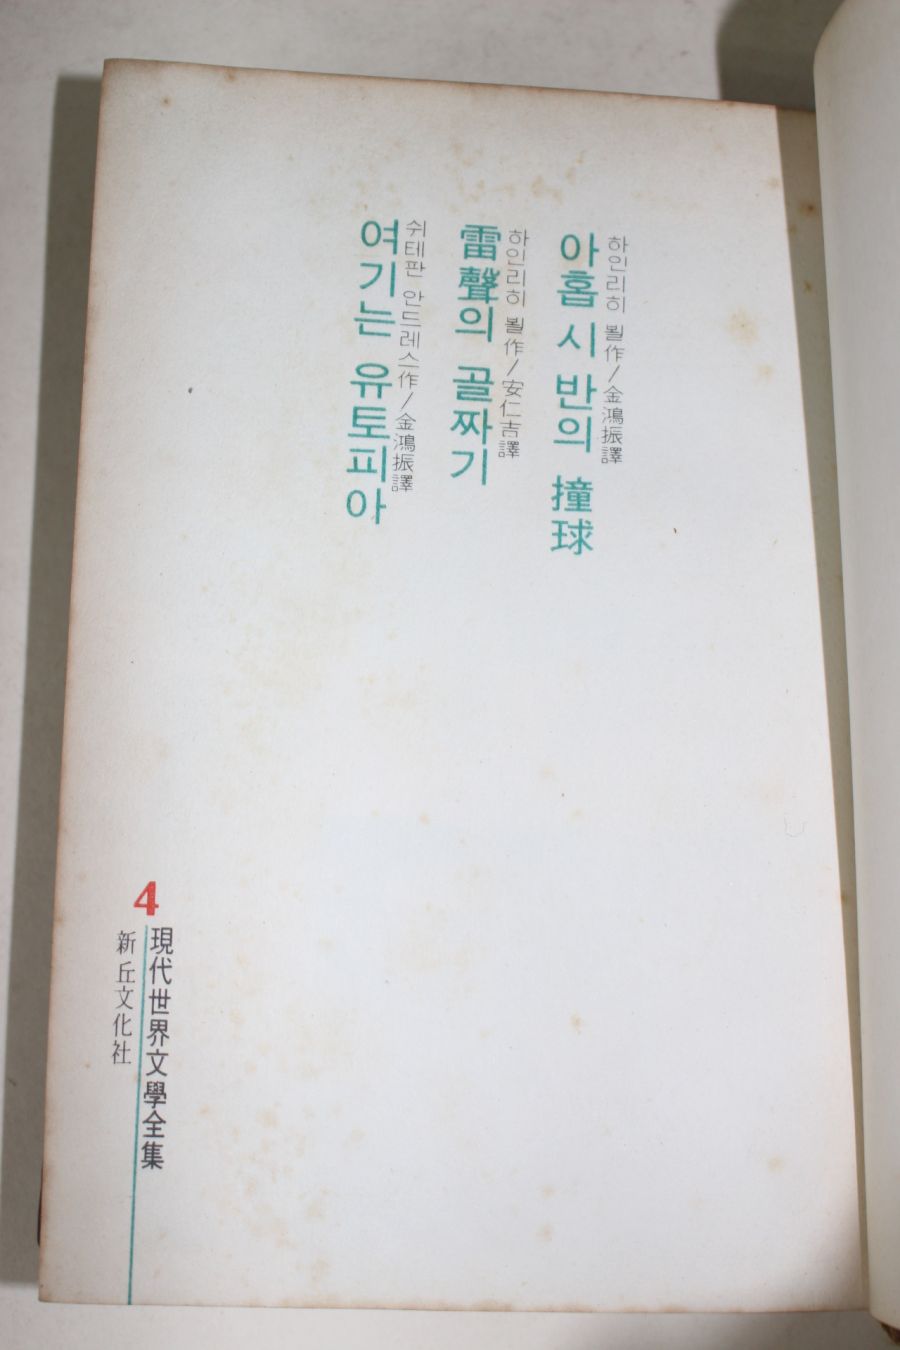 하인리히 뵐作/金鴻振譯
아홉 시 반의 撞球
하인리히 뵐作/安仁吉譯
雷聲의 골짜기
쉬테판 안드레스作/金鴻振譯
여기는 유토피아
4
現代世界文學全集
新丘文化社